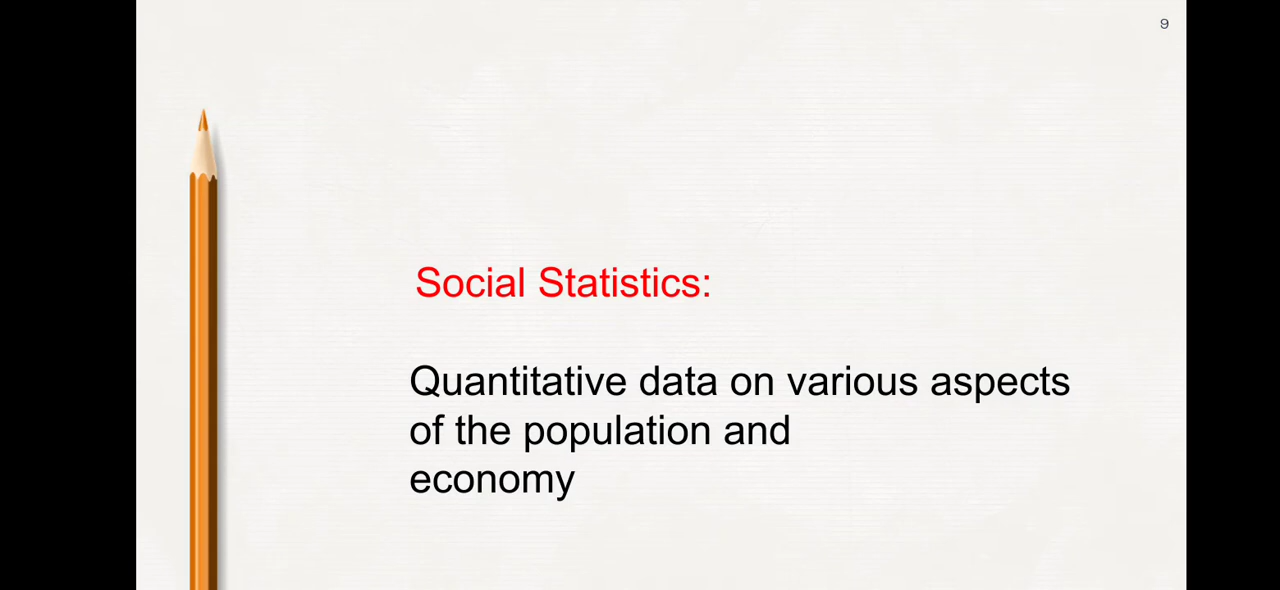 9
Social Statistics:
Quantitative data on various aspects
of the population and
economy